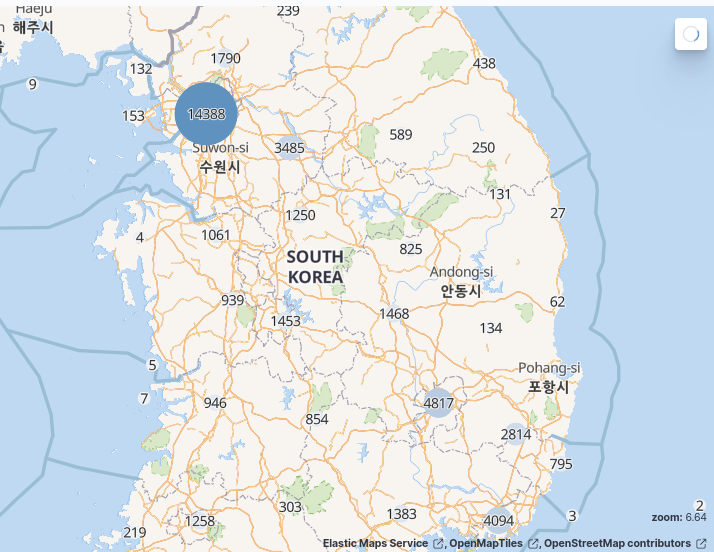 Haeju
해주시
239
1790
132
438
9
14388
153
589
Suwon-si
수원시
3485
250
131
1250
27
4
1061
825
SOUTH
KOREA
Andong-si
안동시
939
62
1468
1453
134
5
Pohang-si
포항시
7
946
4817
854
2814
795
303
2
1258
1383
4094
3
zoom: 6.64
219
Elastic Maps Service , OpenMapTiles , OpenStreetMap contributors